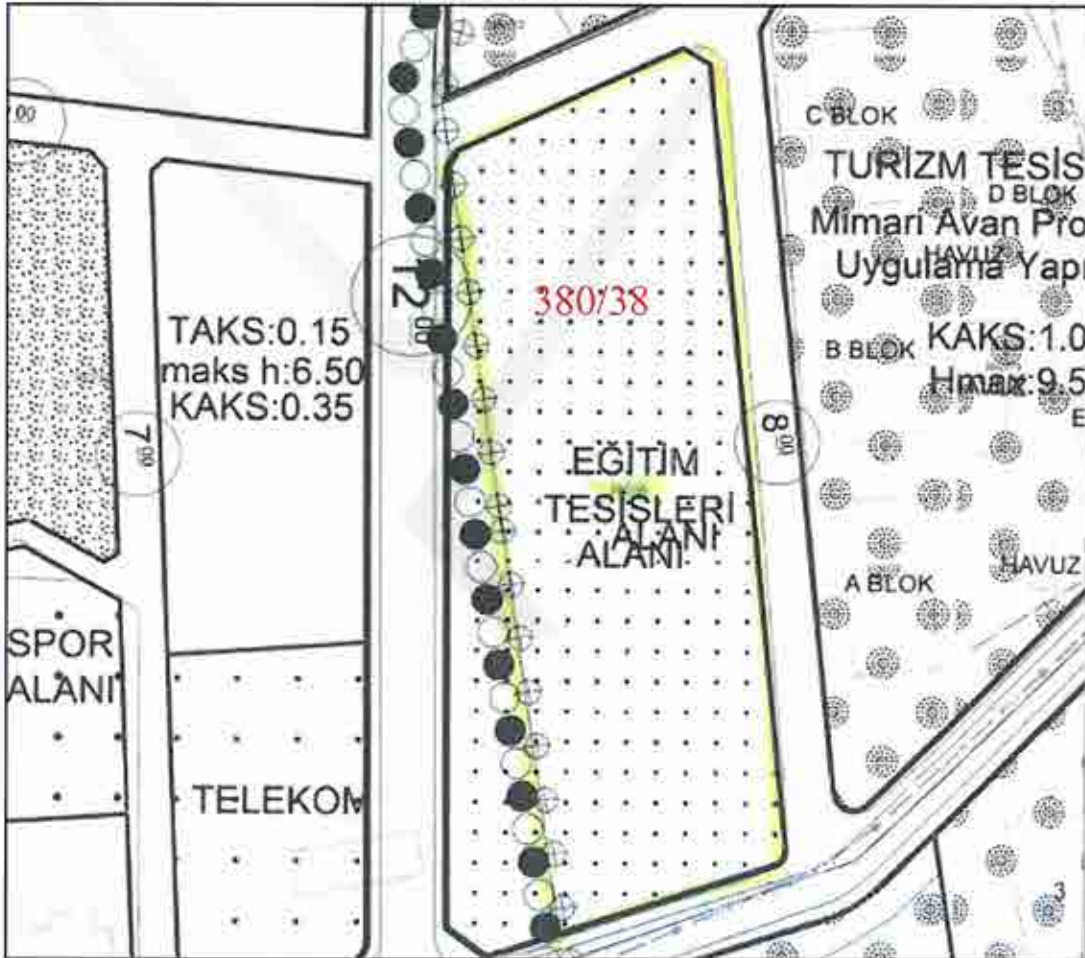 00
C BLOK
TURİZM TESİS
D BLOK
Mimari Avan Pro
HAVUZ
Uygulama Yapı
12
00
380/38
TAKS:0.15
maks h:6.50
KAKS:0.35
B BLOK
KAKS:1.0
Hmax:9.5
E
7
00
8
00
EĞİTİM
TESİSLERİ
ALANI
ALANI
A BLOK
HAVUZ
SPOR
ALANI
TELEKOM
3